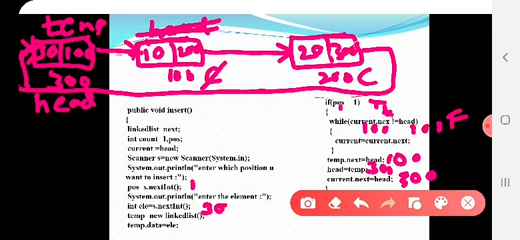 temp
10 100
10 200
20 300
300
100
200 C
head
public void insert()
{
linkedlist next;
int count 1,pos;
current =head;
Scanner s=new Scanner(System.in);
System.out.println("enter which position u
want to insert :");
pos s.nextInt(); 1
System.out.println("enter the element :");
int ele=s.nextInt(); 30
temp new linkedlist();
temp.data=ele;
if(pos 1)
{
while(current.nex !=head)
100 100 F
{
current=current.next;
}
temp.next=head; 100
head=temp; 300
current.next=head; 300